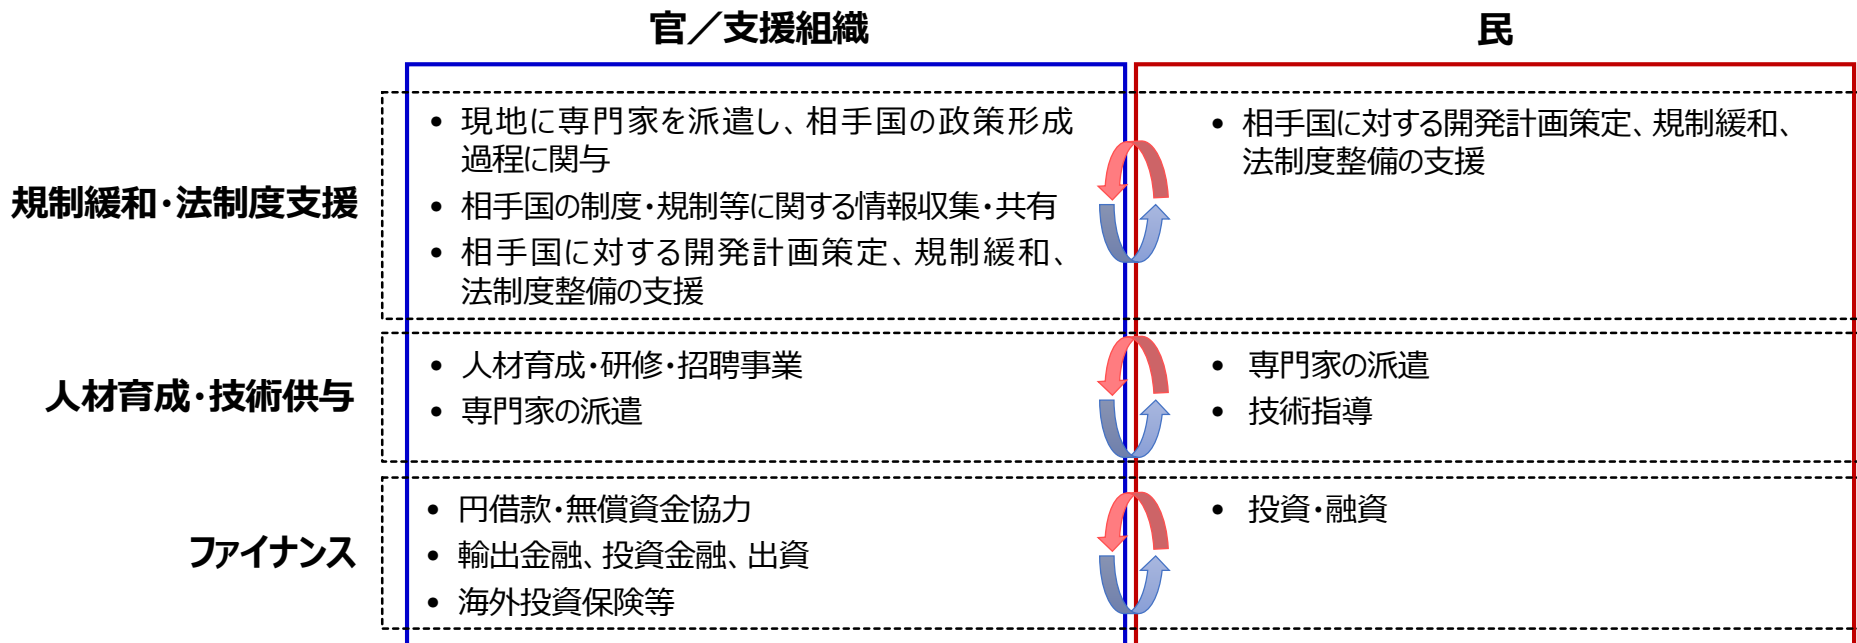 官／支援組織
民
規制緩和・法制度支援
• 現地に専門家を派遣し、相手国の政策形成
過程に関与
• 相手国の制度・規制等に関する情報収集・共有
• 相手国に対する開発計画策定、規制緩和、
法制度整備の支援
• 相手国に対する開発計画策定、規制緩和、
法制度整備の支援
人材育成・技術供与
• 人材育成・研修・招聘事業
• 専門家の派遣
• 専門家の派遣
• 技術指導
ファイナンス
• 円借款・無償資金協力
• 輸出金融、投資金融、出資
• 海外投資保険等
• 投資・融資